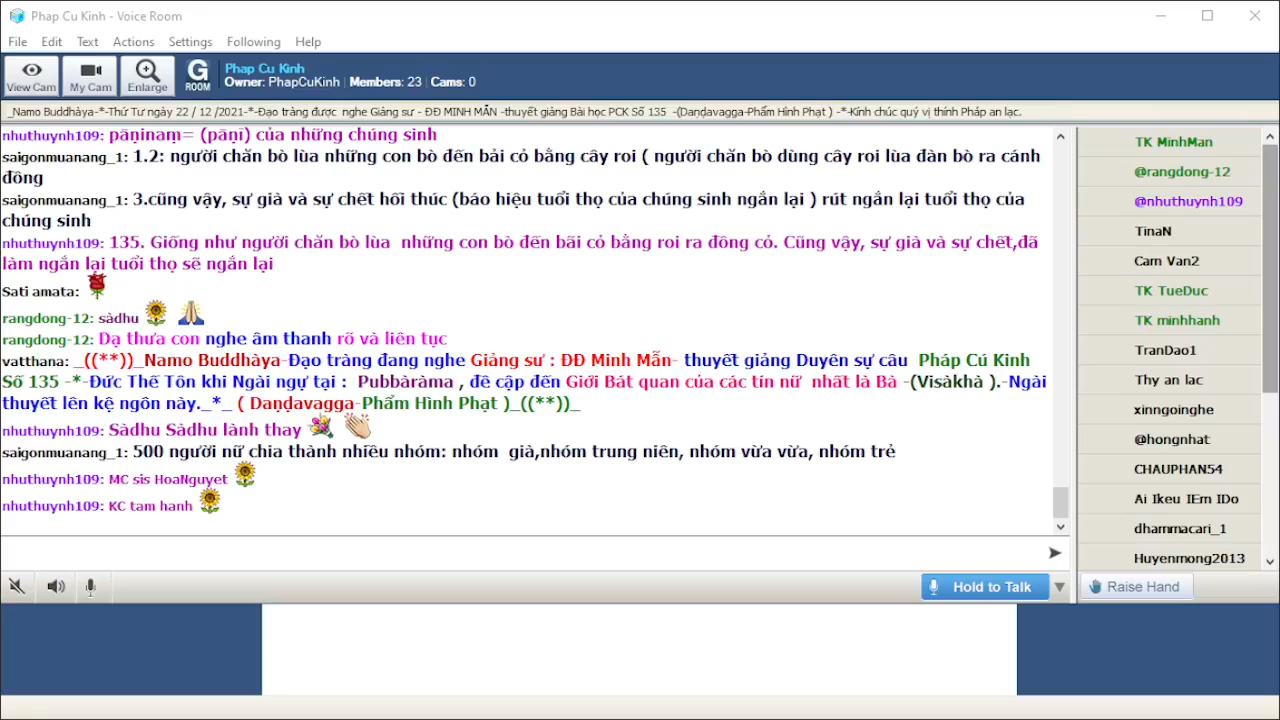 Phap Cu Kinh - Voice Room
File Edit Text Actions Settings Following Help
View Cam My Cam Enlarge G ROOM
Phap Cu Kinh
Owner: PhapCuKinh Members: 23 Cams: 0
_Namo Buddhàya-*-Thứ Tư ngày 22 / 12 /2021-*-Đạo tràng được nghe Giảng sư - ĐĐ MINH MẪN -thuyết giảng Bài học PCK Số 135 -(Daṇḍavagga-Phẩm Hình Phạt ) -*-Kính chúc quý vị thính Pháp an lạc.
nhuthuynh109: pāṇinaṃ= (pāṇī) của những chúng sinh
saigonmuanang_1: 1.2: người chăn bò lùa những con bò đến bải cỏ bằng cây roi ( người chăn bò dùng cây roi lùa đàn bò ra cánh
đồng
saigonmuanang_1: 3.cũng vậy, sự già và sự chết hối thúc (báo hiệu tuổi thọ của chúng sinh ngắn lại ) rút ngắn lại tuổi thọ của
chúng sinh
nhuthuynh109: 135. Giống như người chăn bò lùa những con bò đến bãi cỏ bằng roi ra đồng cỏ. Cũng vậy, sự già và sự chết,đã
làm ngắn lại tuổi thọ sẽ ngắn lại
Sati amata:
rangdong-12: sàdhu
rangdong-12: Dạ thưa con nghe âm thanh rõ và liên tục
vatthana: _((**))_Namo Buddhàya-Đạo tràng đang nghe Giảng sư : ĐĐ Minh Mẫn- thuyết giảng Duyên sự câu Pháp Cú Kinh
Số 135 -*-Đức Thế Tôn khi Ngài ngự tại : Pubbàràma , đề cập đến Giới Bát quan của các tín nữ nhất là Bà -(Visàkhà ).-Ngài
thuyết lên kệ ngôn này._*_ ( Daṇḍavagga-Phẩm Hình Phạt )_((**))_
nhuthuynh109: Sàdhu Sàdhu lành thay
saigonmuanang_1: 500 người nữ chia thành nhiều nhóm: nhóm già,nhóm trung niên, nhóm vừa vừa, nhóm trẻ
nhuthuynh109: MC sis HoaNguyet
nhuthuynh109: KC tam hanh
TK MinhMan
@rangdong-12
@nhuthuynh109
TinaN
Cam Van2
TK TueDuc
TK minhhanh
TranDao1
Thy an lac
xinngoinghe
@hongnhat
CHAUPHAN54
Ai lkeu IEm IDo
dhammacari_1
Huyenmong2013
Hold to Talk
Raise Hand